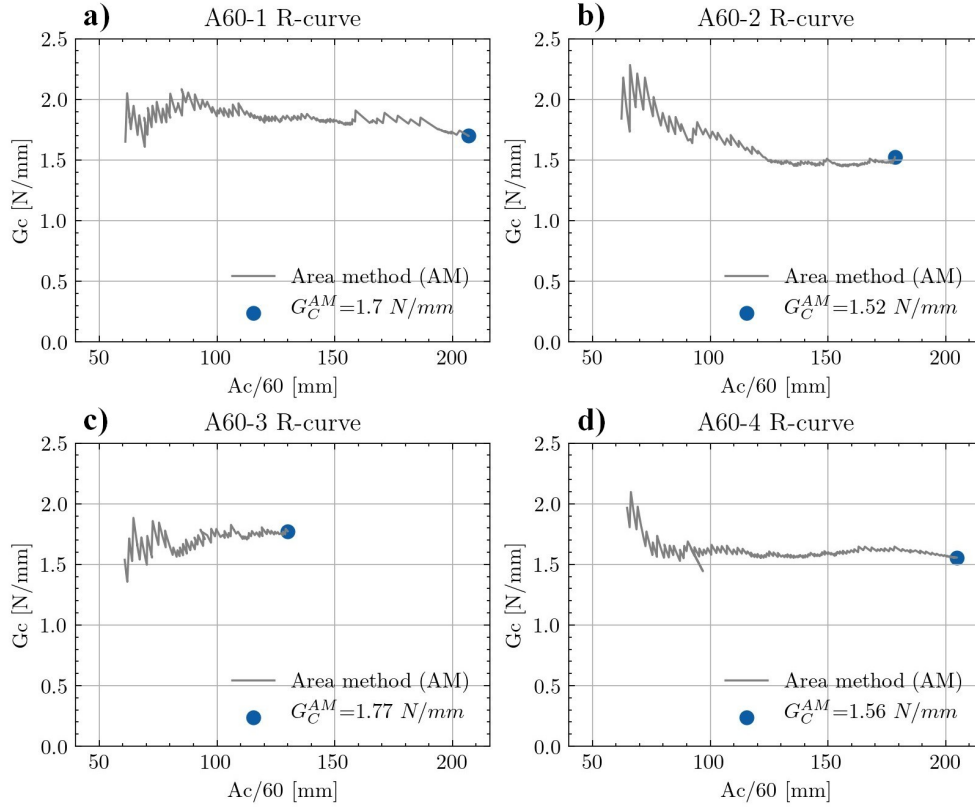 a)
A60-1 R-curve
2.5
2.0
1.5
1.0
0.5
0.0
Gc [N/mm]
Area method (AM)
G_C^{AM}=1.7 N/mm
50 100 150 200
Ac/60 [mm]
b)
A60-2 R-curve
2.5
2.0
1.5
1.0
0.5
0.0
Gc [N/mm]
Area method (AM)
G_C^{AM}=1.52 N/mm
50 100 150 200
Ac/60 [mm]
c)
A60-3 R-curve
2.5
2.0
1.5
1.0
0.5
0.0
Gc [N/mm]
Area method (AM)
G_C^{AM}=1.77 N/mm
50 100 150 200
Ac/60 [mm]
d)
A60-4 R-curve
2.5
2.0
1.5
1.0
0.5
0.0
Gc [N/mm]
Area method (AM)
G_C^{AM}=1.56 N/mm
50 100 150 200
Ac/60 [mm]